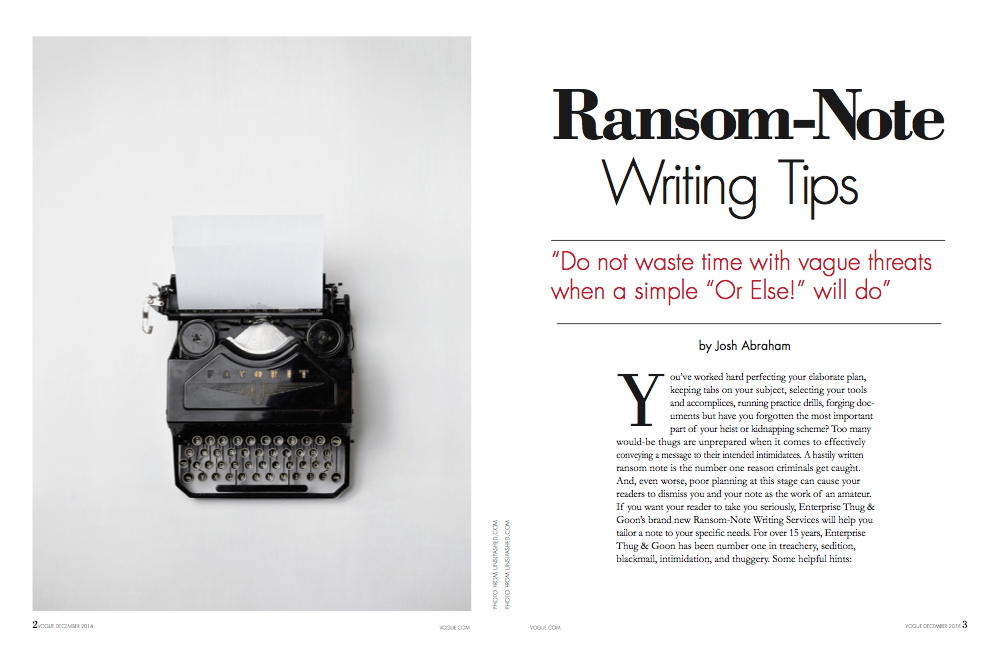 FAVORIT
PHOTO FROM UNSPASHED.COM
PHOTO FROM UNSPASHED.COM
2VOGUE DECEMBER 2014
VOGUE.COM
Ransom-Note
Writing Tips
“Do not waste time with vague threats
when a simple “Or Else!” will do”
by Josh Abraham
You’ve worked hard perfecting your elaborate plan,
keeping tabs on your subject, selecting your tools
and accomplices, running practice drills, forging doc-
uments but have you forgotten the most important
part of your heist or kidnapping scheme? Too many
would-be thugs are unprepared when it comes to effectively
conveying a message to their intended intimidatees. A hastily written
ransom note is the number one reason criminals get caught.
And, even worse, poor planning at this stage can cause your
readers to dismiss you and your note as the work of an amateur.
If you want your reader to take you seriously, Enterprise Thug &
Goon’s brand new Ransom-Note Writing Services will help you
tailor a note to your specific needs. For over 15 years, Enterprise
Thug & Goon has been number one in treachery, sedition,
blackmail, intimidation, and thuggery. Some helpful hints:
VOGUE.COM
VOGUE DECEMBER 2014 3